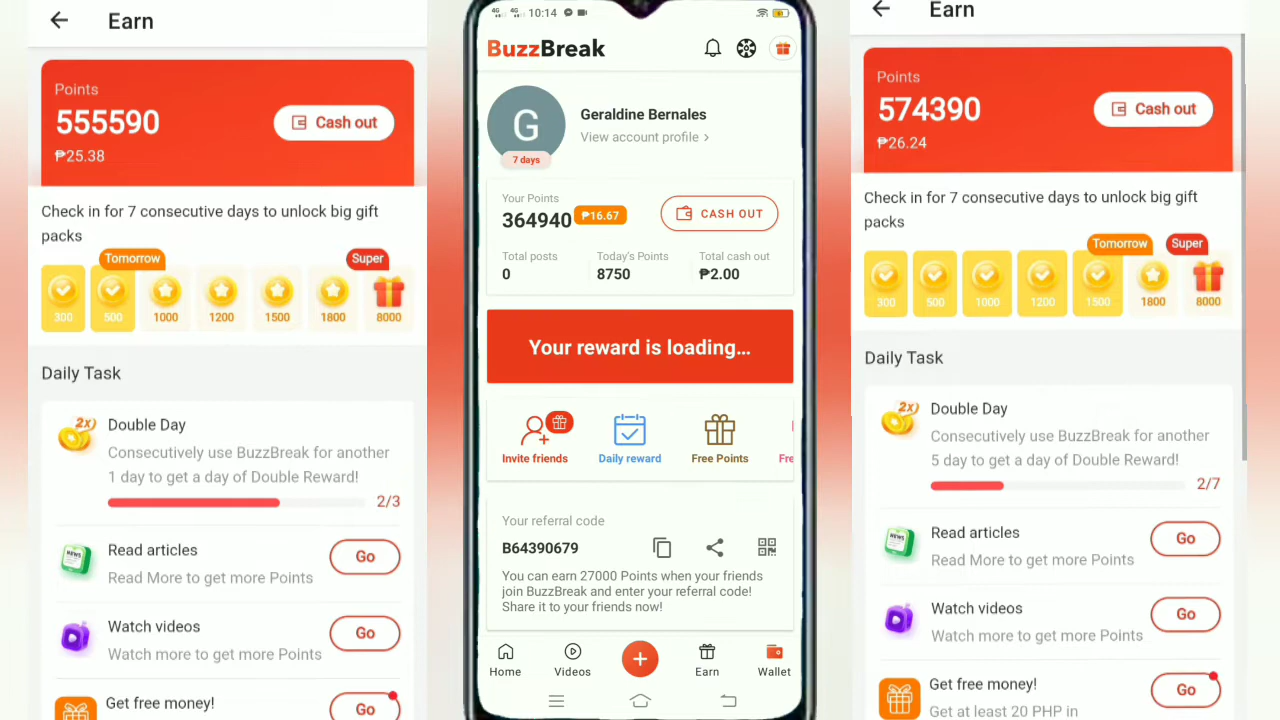 Earn
Points
555590
Cash out
₱25.38
Check in for 7 consecutive days to unlock big gift
packs
Tomorrow
Super
300
500
1000
1200
1500
1800
8000
Daily Task
2X)
Double Day
Consecutively use BuzzBreak for another
1 day to get a day of Double Reward!
2/3
NEWS
Read articles
Read More to get more Points
Go
Watch videos
Watch more to get more Points
Go
Get free money!
Go
4G 4G 10:14
BuzzBreak
G
7 days
Geraldine Bernales
View account profile >
Your Points
364940 ₱16.67
CASH OUT
Total posts
0
Today's Points
8750
Total cash out
₱2.00
Your reward is loading...
Invite friends
Daily reward
Free Points
Fre
Your referral code
B64390679
You can earn 27000 Points when your friends
join BuzzBreak and enter your referral code!
Share it to your friends now!
Home
Videos
Earn
Wallet
Earn
Points
574390
Cash out
₱26.24
Check in for 7 consecutive days to unlock big gift
packs
Tomorrow
Super
300
500
1000
1200
1500
1800
8000
Daily Task
2X)
Double Day
Consecutively use BuzzBreak for another
5 day to get a day of Double Reward!
2/7
NEWS
Read articles
Read More to get more Points
Go
Watch videos
Watch more to get more Points
Go
Get free money!
Get at least 20 PHP in
Go